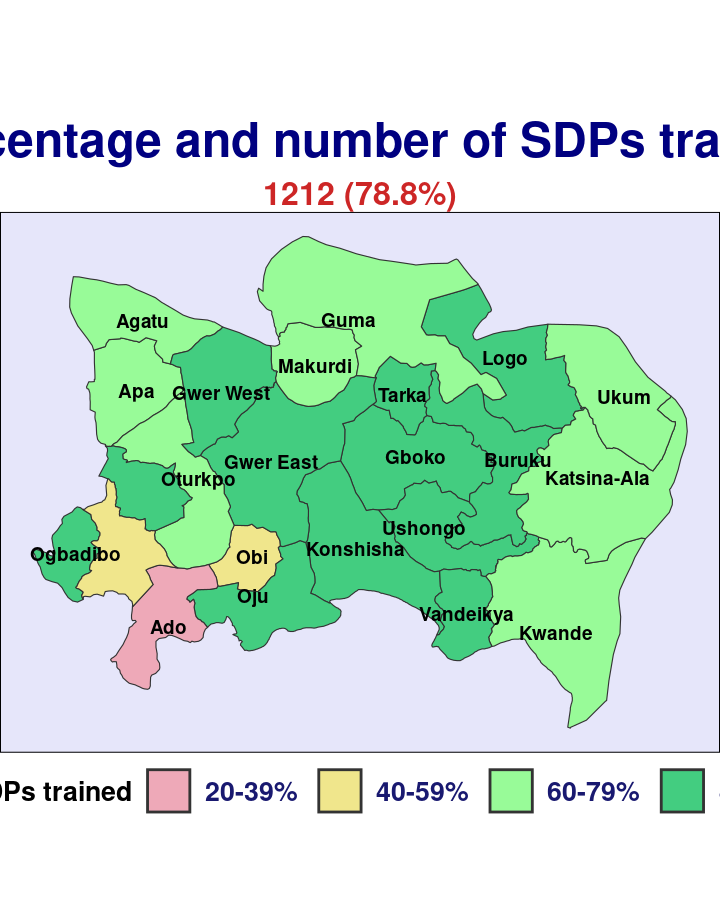 centage and number of SDPs tra
1212 (78.8%)
Agatu
Guma
Logo
Makurdi
Apa
Gwer West
Tarka
Ukum
Gwer East
Gboko
Buruku
Oturkpo
Katsina-Ala
Ushongo
Ogbadibo
Obi
Konshisha
Oju
Vandeikya
Ado
Kwande
DPs trained 20-39% 40-59% 60-79%